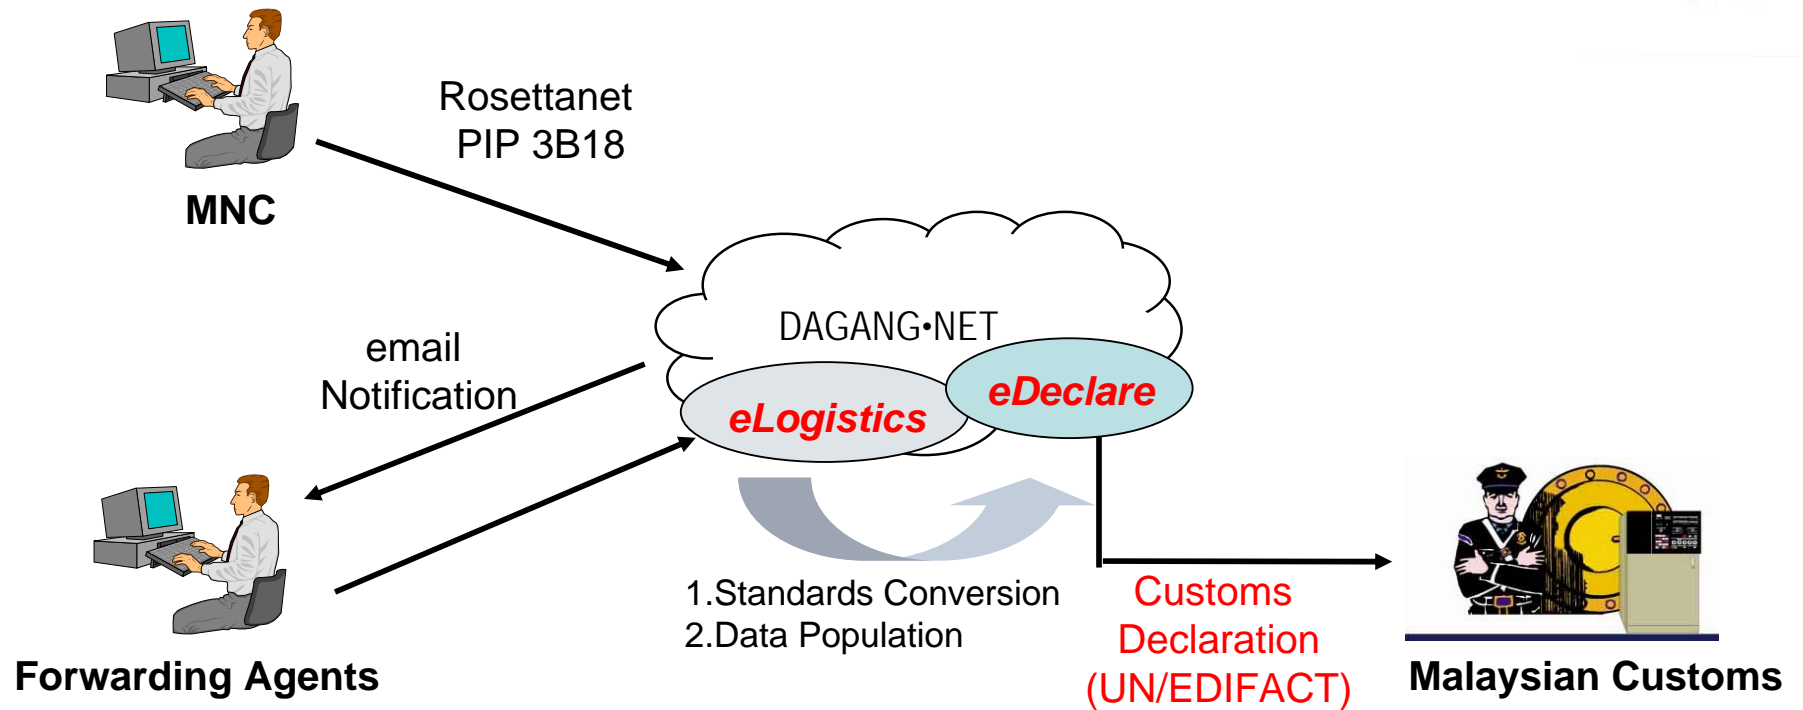 Rosettanet
PIP 3B18
MNC
DAGANG•NET
email
Notification
eLogistics
eDeclare
1.Standards Conversion
2.Data Population
Customs
Declaration
(UN/EDIFACT)
Forwarding Agents
Malaysian Customs